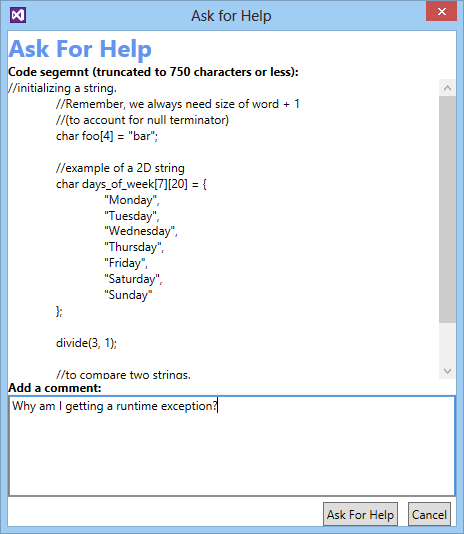 Ask for Help
Ask For Help
Code segemnt (truncated to 750 characters or less):
//initializing a string.
//Remember, we always need size of word + 1
//(to account for null terminator)
char foo[4] = "bar";
//example of a 2D string
char days_of_week[7][20] = {
"Monday",
"Tuesday",
"Wednesday",
"Thursday",
"Friday",
"Saturday",
"Sunday"
};
divide(3, 1);
//to compare two strings.
Add a comment:
Why am I getting a runtime exception?
Ask For Help Cancel